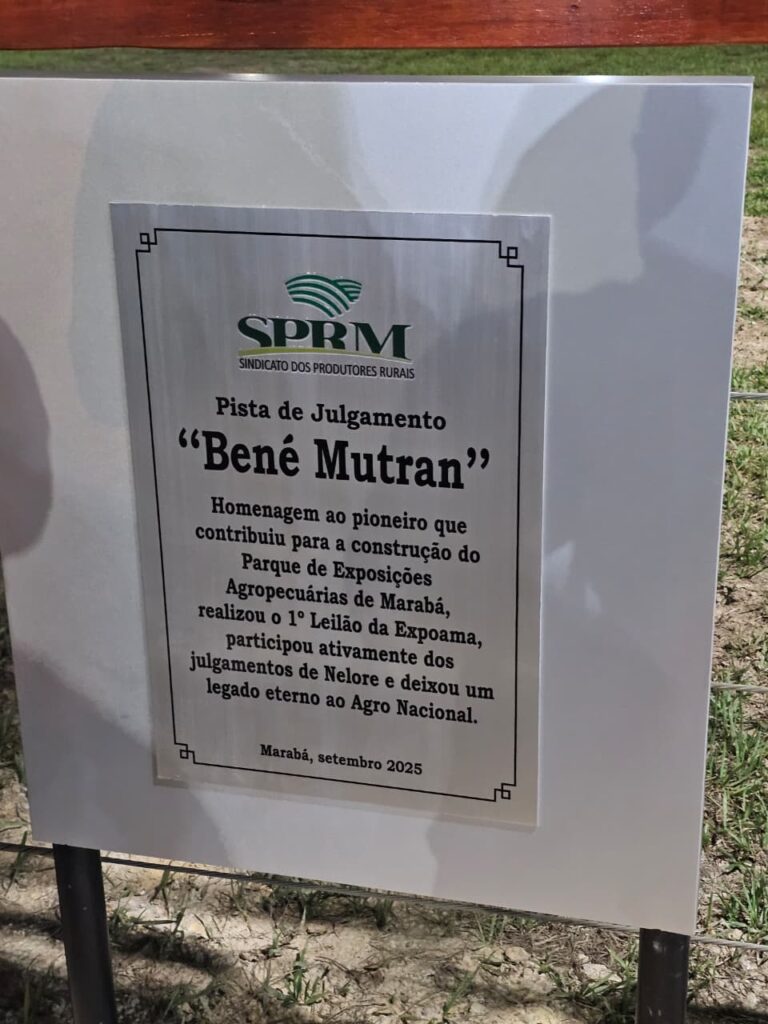 SPRM
SINDICATO DOS PRODUTORES RURAIS
Pista de Julgamento
“Bené Mutran”
Homenagem ao pioneiro que
contribuiu para a construção do
Parque de Exposições
Agropecuárias de Marabá,
realizou o 1º Leilão da Expoama,
participou ativamente dos
julgamentos de Nelore e deixou um
legado eterno ao Agro Nacional.
Marabá, setembro 2025